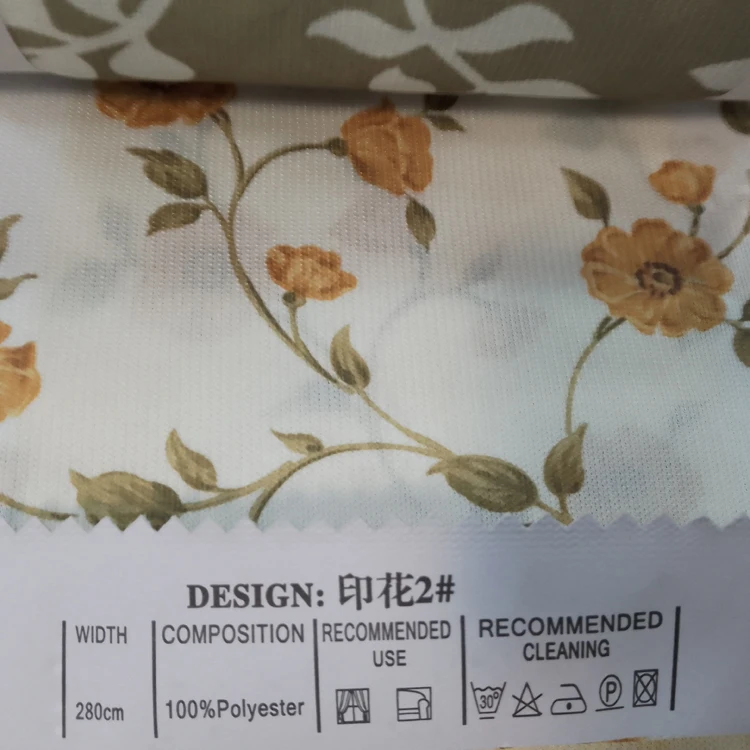 DESIGN: 印花2#
WIDTH
COMPOSITION
RECOMMENDED
USE
RECOMMENDED
CLEANING
280cm
100%Polyester
30°
P